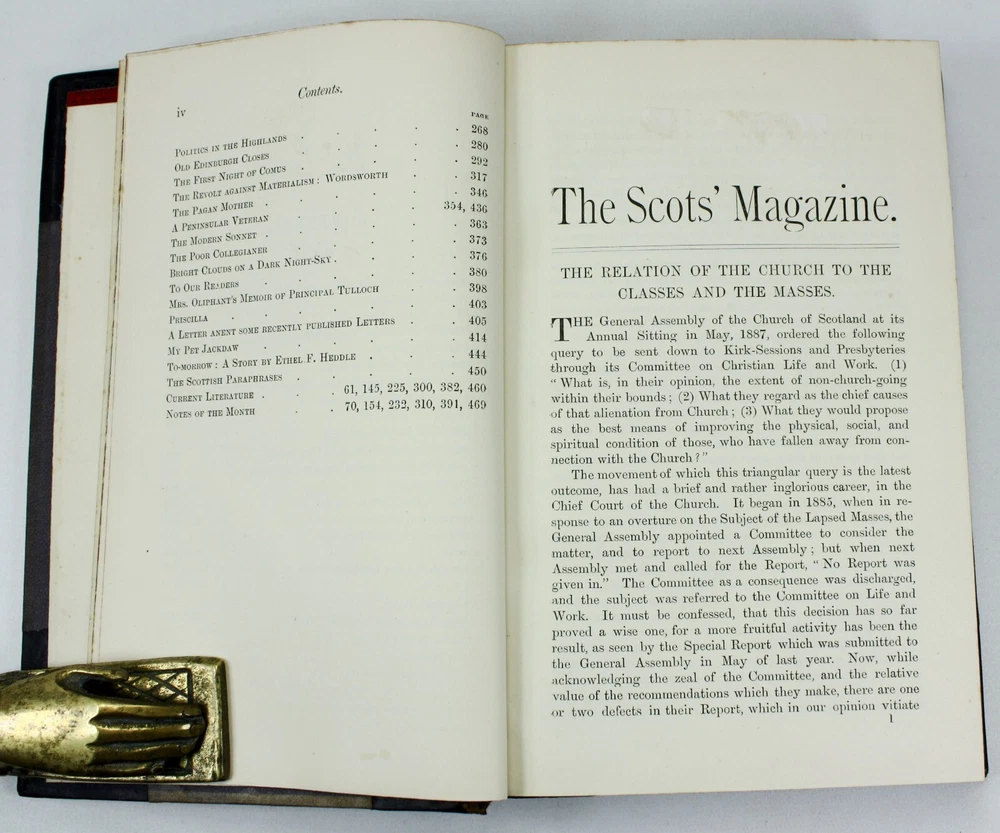 iv
Contents.
PAGE
Politics in the Highlands . . . . 268
Old Edinburgh Closes . . . . . 280
The First Night of Comus . . . . . 292
The Revolt against Materialism: Wordsworth . . 317
The Pagan Mother . . . . . 346
A Peninsular Veteran . . . . 354, 436
The Modern Sonnet . . . . . 363
The Poor Collegianer . . . . . 373
Bright Clouds on a Dark Night-Sky . . . . 376
To Our Readers . . . . . 380
Mrs. Oliphant's Memoir of Principal Tulloch . . 398
Priscilla . . . . . . 403
A Letter anent some recently published Letters . . 405
My Pet Jackdaw . . . . . 414
To-morrow: A Story by Ethel F. Heddle . . . 444
The Scottish Paraphrases . . . . 450
Current Literature . . . 61, 145, 225, 300, 382, 460
Notes of the Month . . 70, 154, 232, 310, 391, 469
The Scots' Magazine.
THE RELATION OF THE CHURCH TO THE
CLASSES AND THE MASSES.
THE General Assembly of the Church of Scotland at its
Annual Sitting in May, 1887, ordered the following
query to be sent down to Kirk-Sessions and Presbyteries
through its Committee on Christian Life and Work. (1)
"What is, in their opinion, the extent of non-church-going
within their bounds; (2) What they regard as the chief causes
of that alienation from Church; (3) What they would propose
as the best means of improving the physical, social, and
spiritual condition of those, who have fallen away from con-
nection with the Church?"
The movement of which this triangular query is the latest
outcome, has had a brief and rather inglorious career, in the
Chief Court of the Church. It began in 1885, when in re-
sponse to an overture on the Subject of the Lapsed Masses, the
General Assembly appointed a Committee to consider the
matter, and to report to next Assembly; but when next
Assembly met and called for the Report, "No Report was
given in." The Committee as a consequence was discharged,
and the subject was referred to the Committee on Life and
Work. It must be confessed, that this decision has so far
proved a wise one, for a more fruitful activity has been the
result, as seen by the Special Report which was submitted to
the General Assembly in May of last year. Now, while
acknowledging the zeal of the Committee, and the relative
value of the recommendations which they make, there are one
or two defects in their Report, which in our opinion vitiate
1